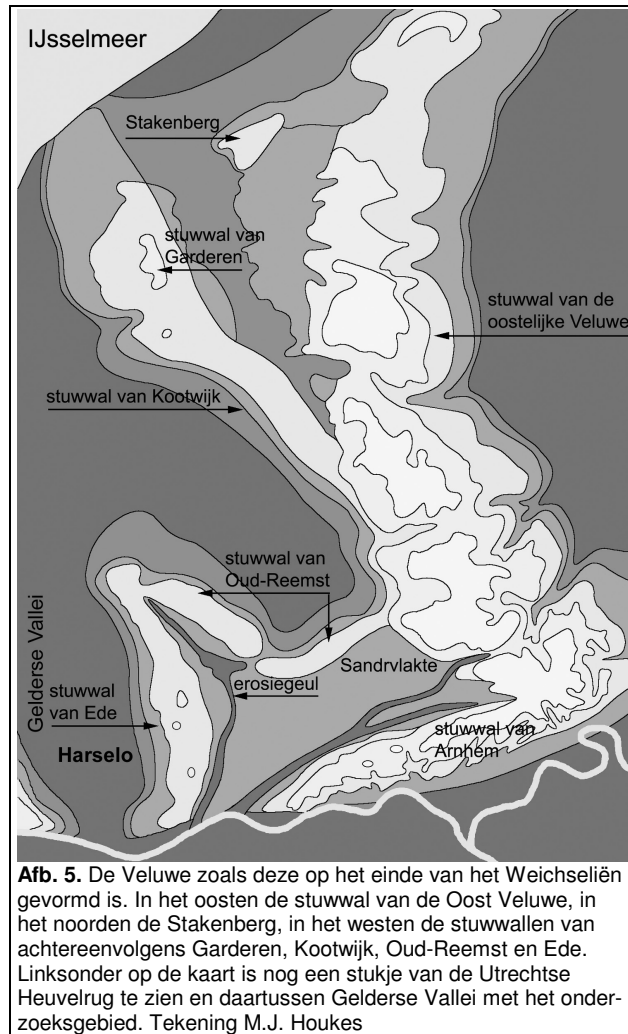 IJsselmeer
Stakenberg
stuwwal van
Garderen
stuwwal van de
oostelijke Veluwe
stuwwal van Kootwijk
stuwwal van
Oud-Reemst
Gelderse Vallei
Sandrvlakte
erosiegeul
stuwwal
van Ede
Harselo
stuwwal van
Arnhem
Afb. 5. De Veluwe zoals deze op het einde van het Weichseliën
gevormd is. In het oosten de stuwwal van de Oost Veluwe, in
het noorden de Stakenberg, in het westen de stuwwallen van
achtereenvolgens Garderen, Kootwijk, Oud-Reemst en Ede.
Linksonder op de kaart is nog een stukje van de Utrechtse
Heuvelrug te zien en daartussen Gelderse Vallei met het onder-
zoeksgebied. Tekening M.J. Houkes